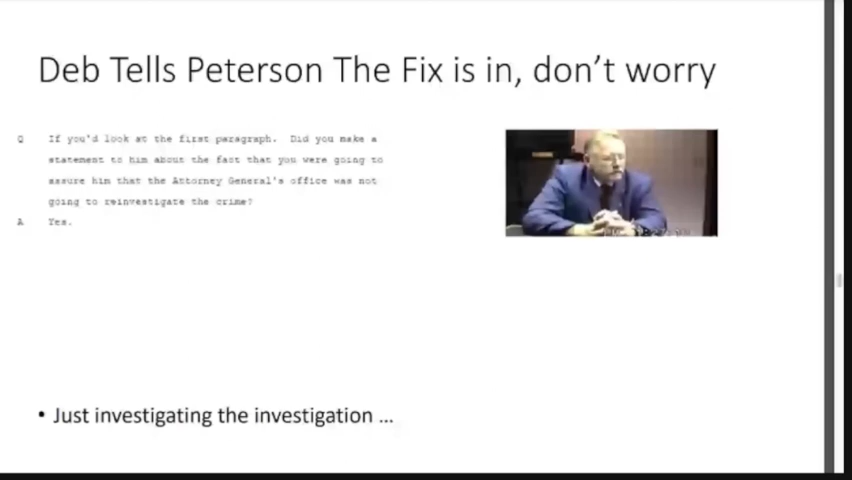 Deb Tells Peterson The Fix is in, don't worry
Q If you'd look at the first paragraph. Did you make a
statement to him about the fact that you were going to
assure him that the Attorney General's office was not
going to reinvestigate the crime?
A Yes.
• Just investigating the investigation ...